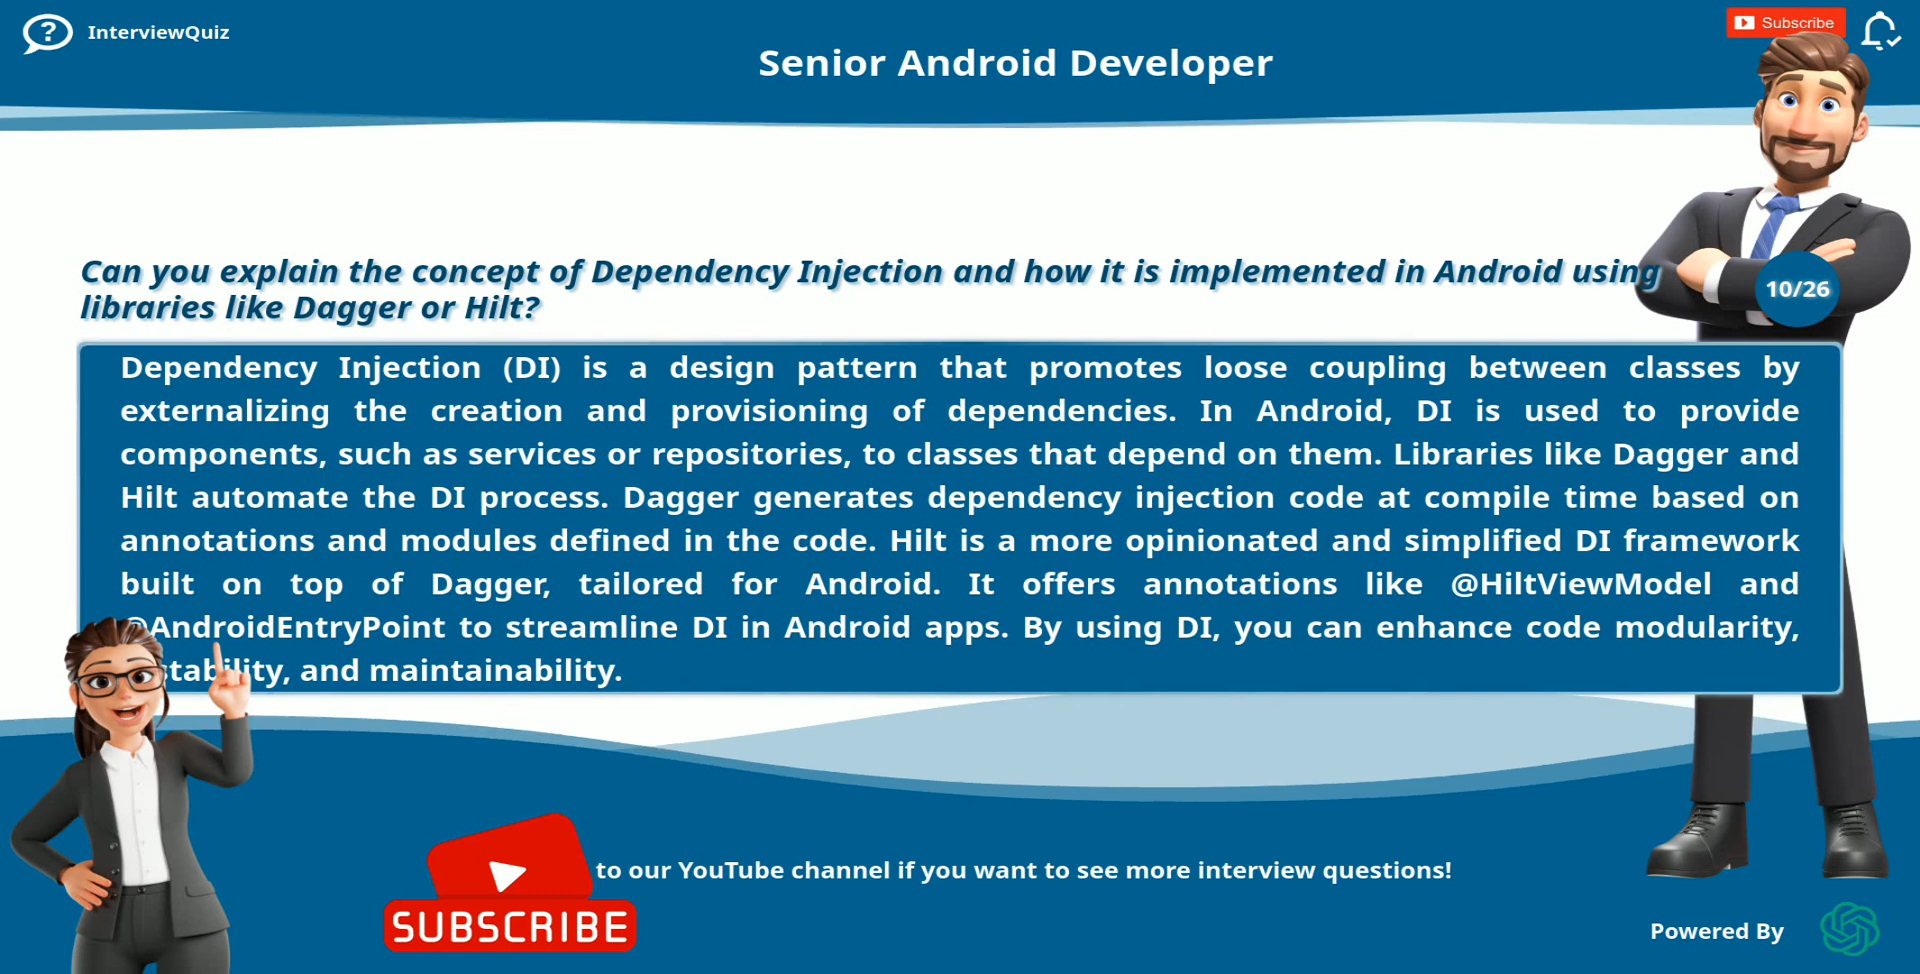 InterviewQuiz
Subscribe
Senior Android Developer
Can you explain the concept of Dependency Injection and how it is implemented in Android using
libraries like Dagger or Hilt?
10/26
Dependency Injection (DI) is a design pattern that promotes loose coupling between classes by
externalizing the creation and provisioning of dependencies. In Android, DI is used to provide
components, such as services or repositories, to classes that depend on them. Libraries like Dagger and
Hilt automate the DI process. Dagger generates dependency injection code at compile time based on
annotations and modules defined in the code. Hilt is a more opinionated and simplified DI framework
built on top of Dagger, tailored for Android. It offers annotations like @HiltViewModel and
@AndroidEntryPoint to streamline DI in Android apps. By using DI, you can enhance code modularity,
testability, and maintainability.
to our YouTube channel if you want to see more interview questions!
SUBSCRIBE
Powered By